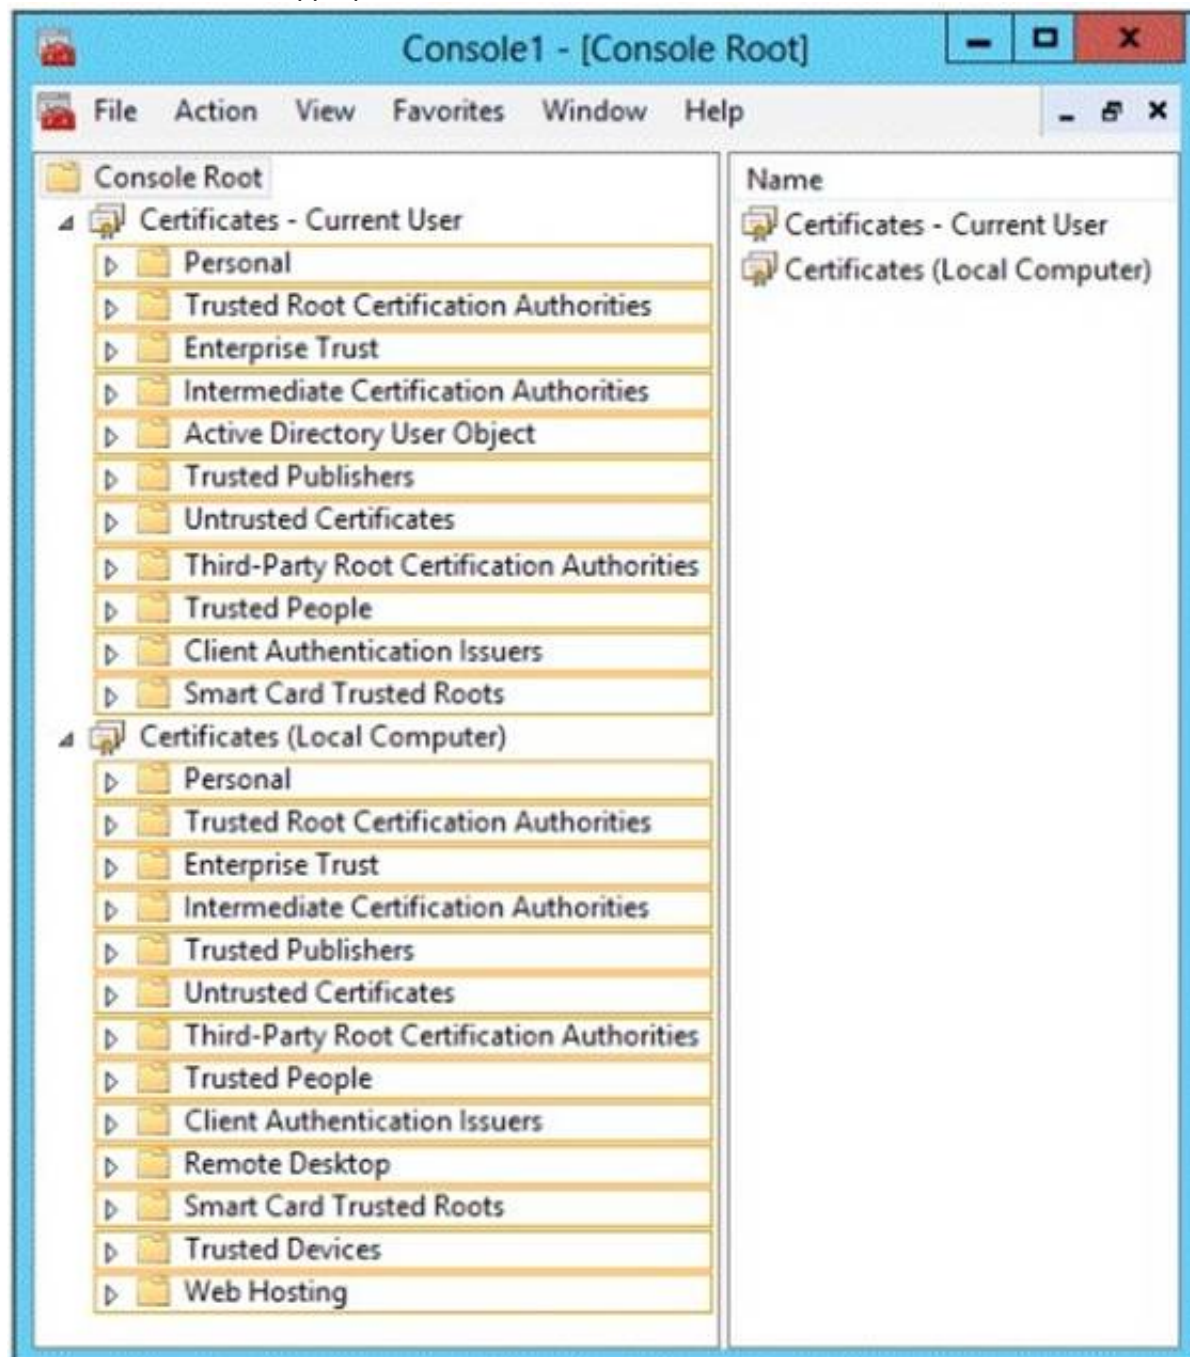 Console1 - [Console Root]
File Action View Favorites Window Help
Console Root
Certificates - Current User
Personal
Trusted Root Certification Authorities
Enterprise Trust
Intermediate Certification Authorities
Active Directory User Object
Trusted Publishers
Untrusted Certificates
Third-Party Root Certification Authorities
Trusted People
Client Authentication Issuers
Smart Card Trusted Roots
Certificates (Local Computer)
Personal
Trusted Root Certification Authorities
Enterprise Trust
Intermediate Certification Authorities
Trusted Publishers
Untrusted Certificates
Third-Party Root Certification Authorities
Trusted People
Client Authentication Issuers
Remote Desktop
Smart Card Trusted Roots
Trusted Devices
Web Hosting
Name
Certificates - Current User
Certificates (Local Computer)